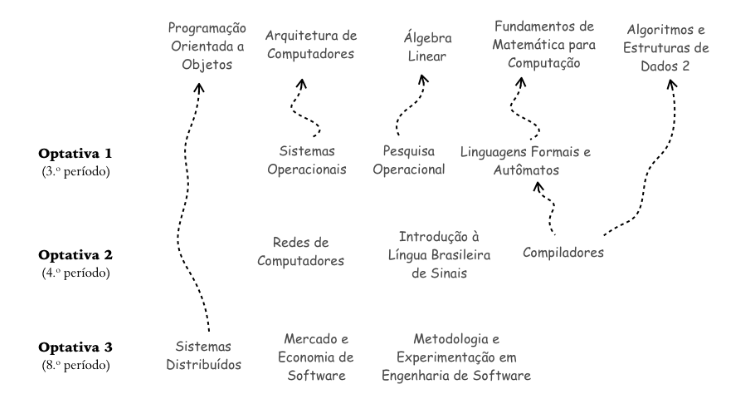 Programação
Orientada a
Objetos
Arquitetura de
Computadores
Álgebra
Linear
Fundamentos de
Matemática para
Computação
Algoritmos e
Estruturas de
Dados 2
Optativa 1
(3.º período)
Sistemas
Operacionais
Pesquisa
Operacional
Linguagens Formais e
Autômatos
Optativa 2
(4.º período)
Redes de
Computadores
Introdução à
Língua Brasileira
de Sinais
Compiladores
Optativa 3
(8.º período)
Sistemas
Distribuídos
Mercado e
Economia de
Software
Metodologia e
Experimentação em
Engenharia de Software